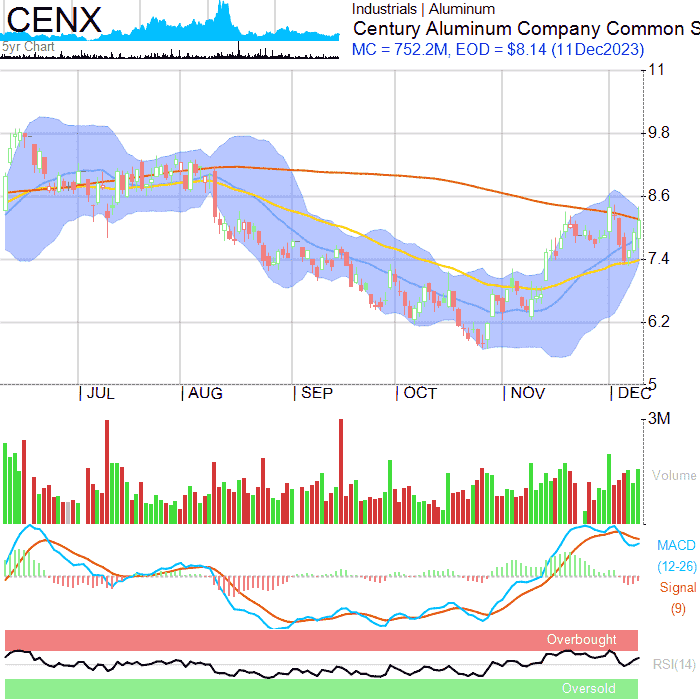 CENX
5yr Chart
Industrials | Aluminum
Century Aluminum Company Common S
MC = 752.2M, EOD = $8.14 (11Dec2023)
11
9.8
8.6
7.4
6.2
5
| JUL | AUG | SEP | OCT | NOV | DEC
3M
Volume
MACD
(12-26)
Signal
(9)
Overbought
RSI(14)
Oversold